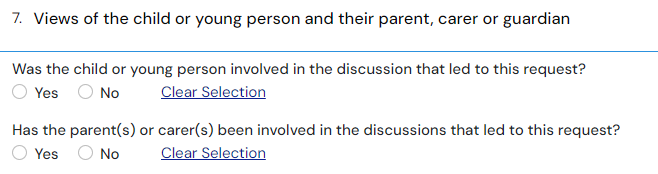 7. Views of the child or young person and their parent, carer or guardian
Was the child or young person involved in the discussion that led to this request?
Yes No Clear Selection
Has the parent(s) or carer(s) been involved in the discussions that led to this request?
Yes No Clear Selection